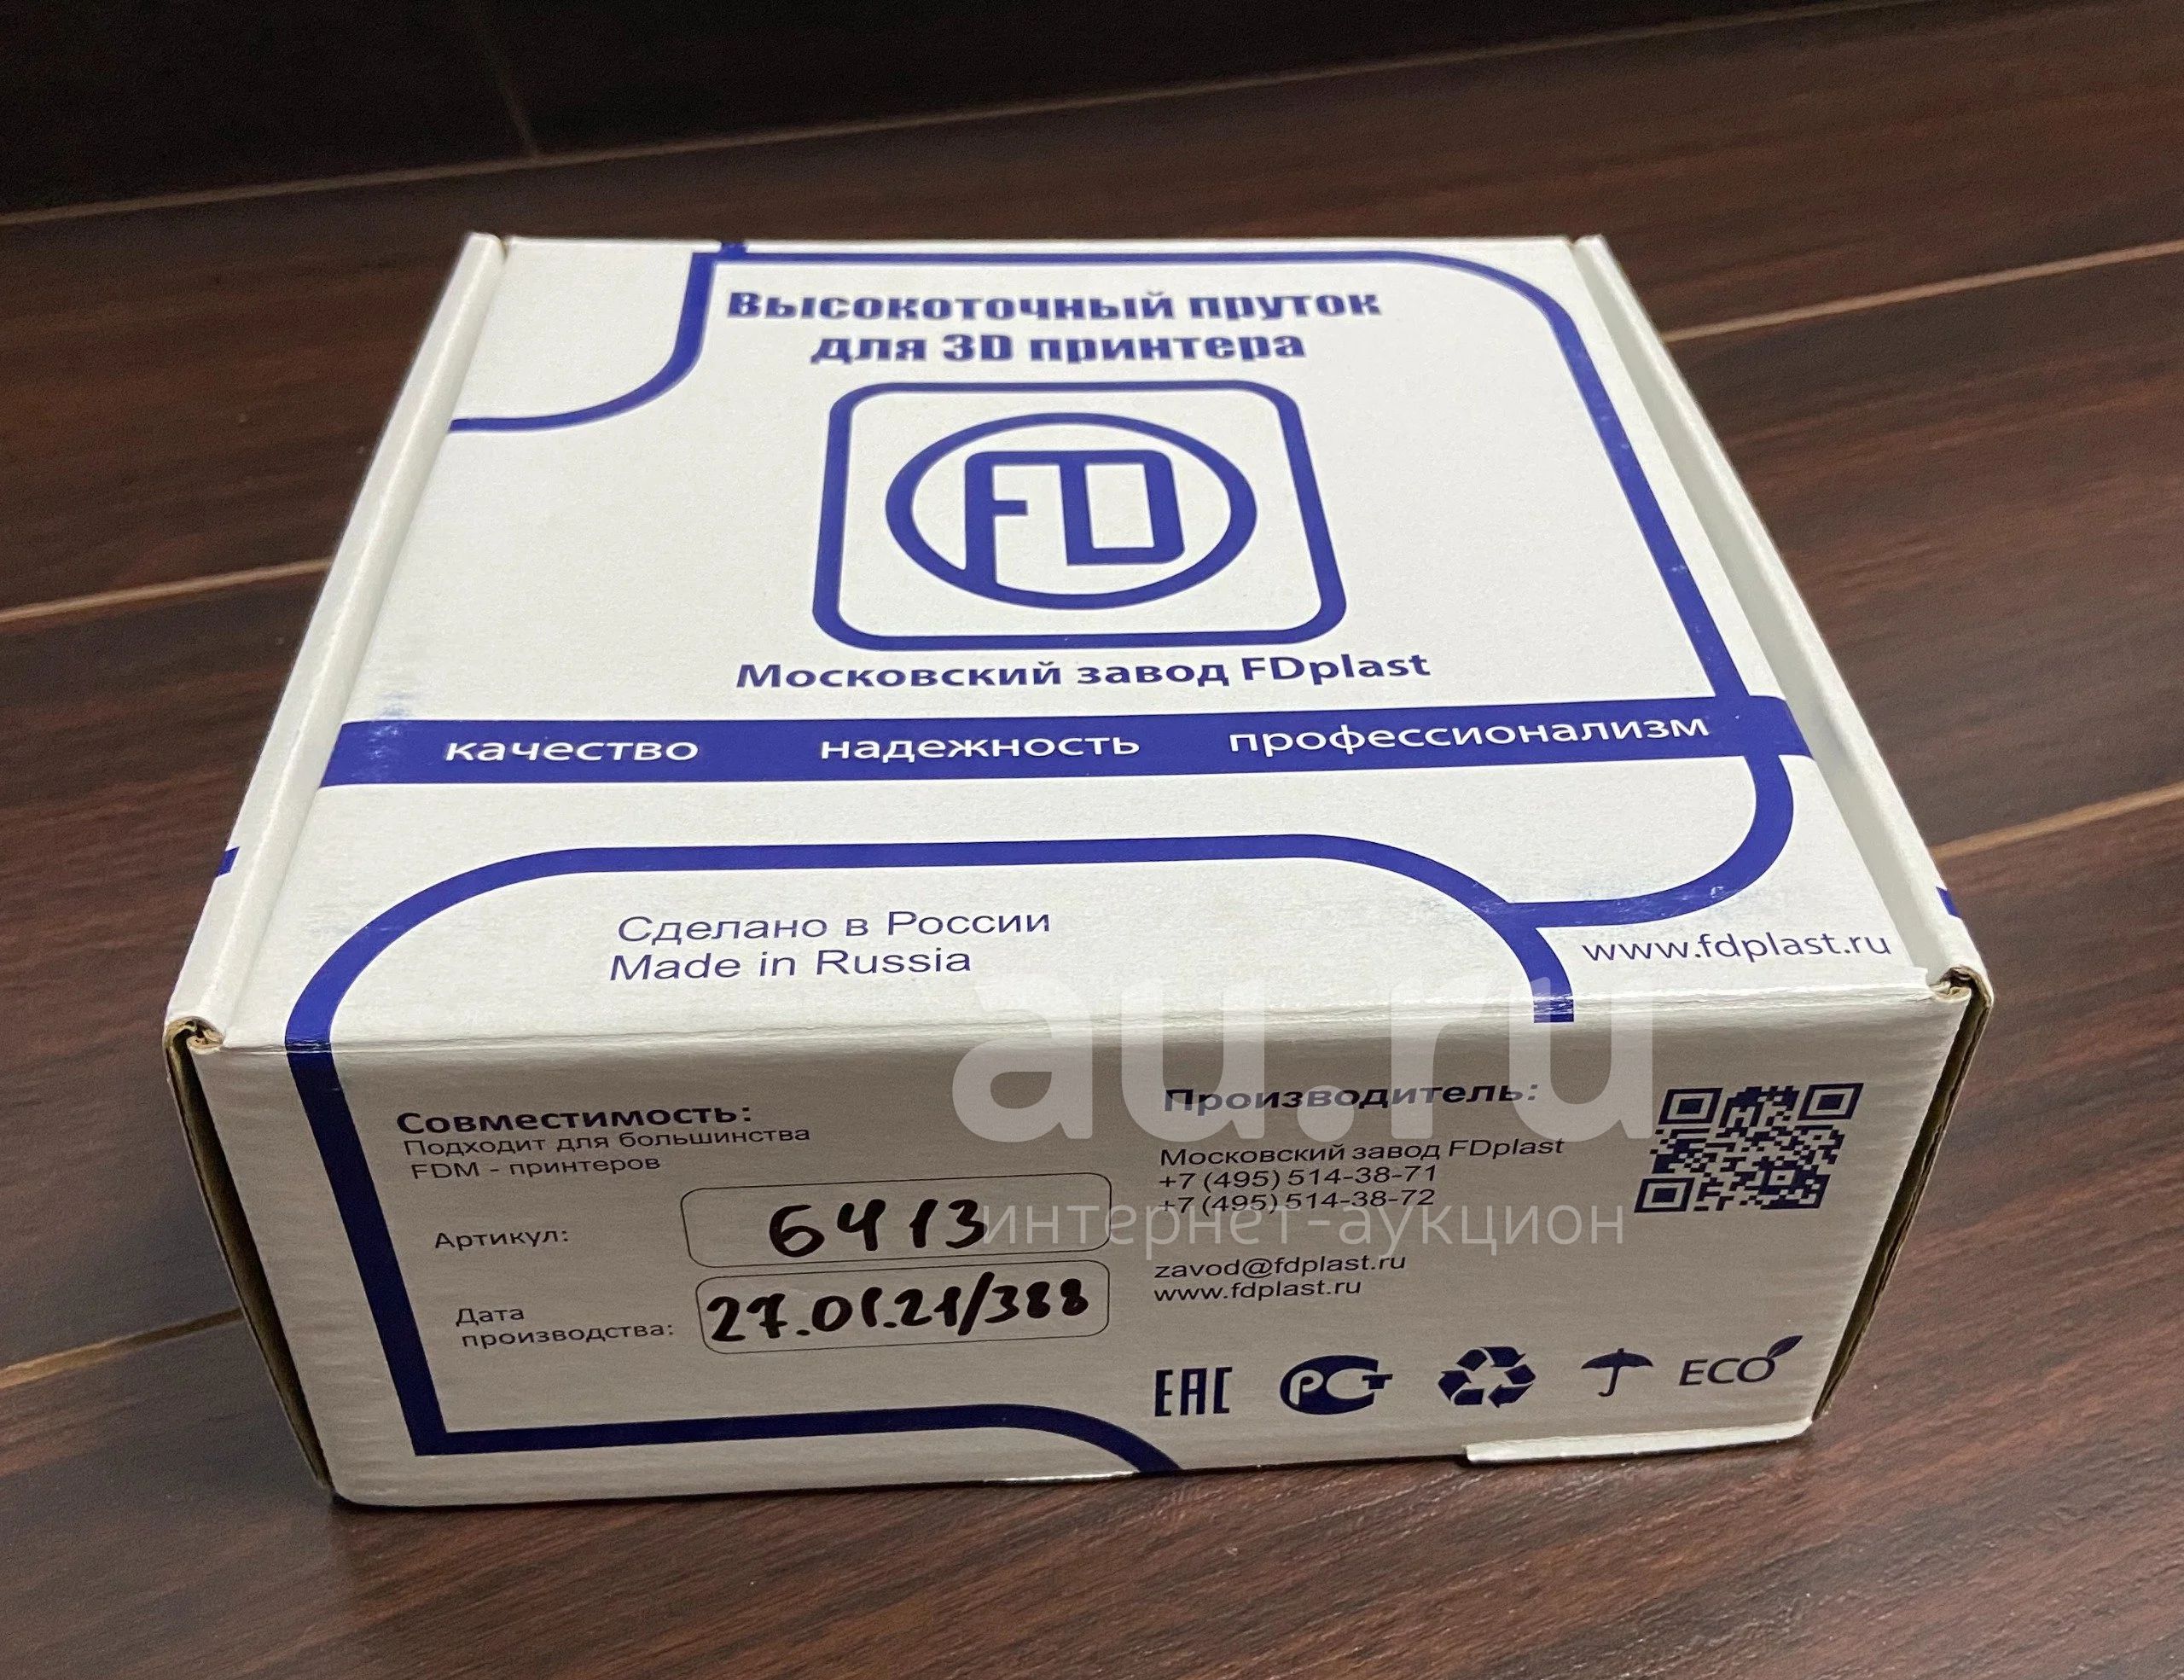 Высокоточный пруток
для 3D принтера
FD
Московский завод FDplast
качество надежность профессионализм
Сделано в России
Made in Russia
www.fdplast.ru
au.ru
интернет-аукцион
Совместимость:
Подходит для большинства
FDM - принтеров
Артикул: 6413
Дата
производства: 27.01.21/388
Производитель:
Московский завод FDplast
+7 (495) 514-38-71
+7 (495) 514-38-72
zavod@fdplast.ru
www.fdplast.ru
EAC РСТ ECO